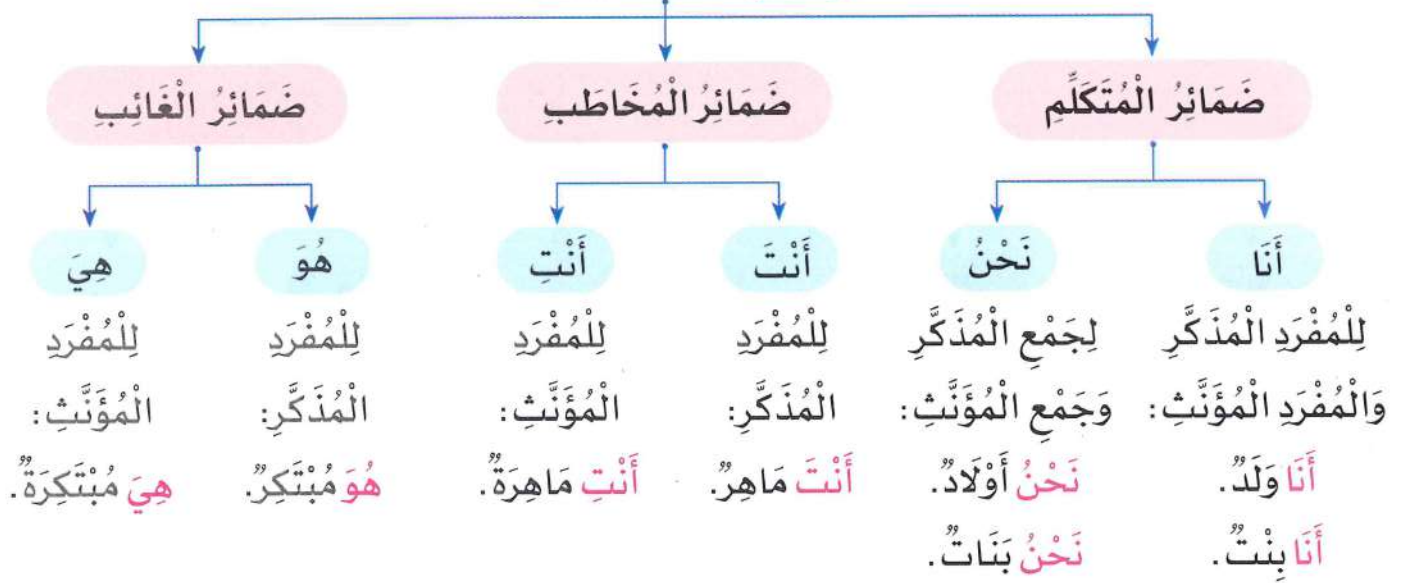 ضَمَائِرُ الْمُتَكَلِّمِ
ضَمَائِرُ الْمُخَاطَبِ
ضَمَائِرُ الْغَائِبِ
أَنَا
لِلْمُفْرَدِ الْمُذَكَّرِ
وَالْمُفْرَدِ الْمُؤَنَّثِ:
أَنَا وَلَدٌ.
أَنَا بِنْتٌ.
نَحْنُ
لِجَمْعِ الْمُذَكَّرِ
وَجَمْعِ الْمُؤَنَّثِ:
نَحْنُ أَوْلَادٌ.
نَحْنُ بَنَاتٌ.
أَنْتَ
لِلْمُفْرَدِ
الْمُذَكَّرِ:
أَنْتَ مَاهِرٌ.
أَنْتِ
لِلْمُفْرَدِ
الْمُؤَنَّثِ:
أَنْتِ مَاهِرَةٌ.
هُوَ
لِلْمُفْرَدِ
الْمُذَكَّرِ:
هُوَ مُبْتَكِرٌ.
هِيَ
لِلْمُفْرَدِ
الْمُؤَنَّثِ:
هِيَ مُبْتَكِرَةٌ.